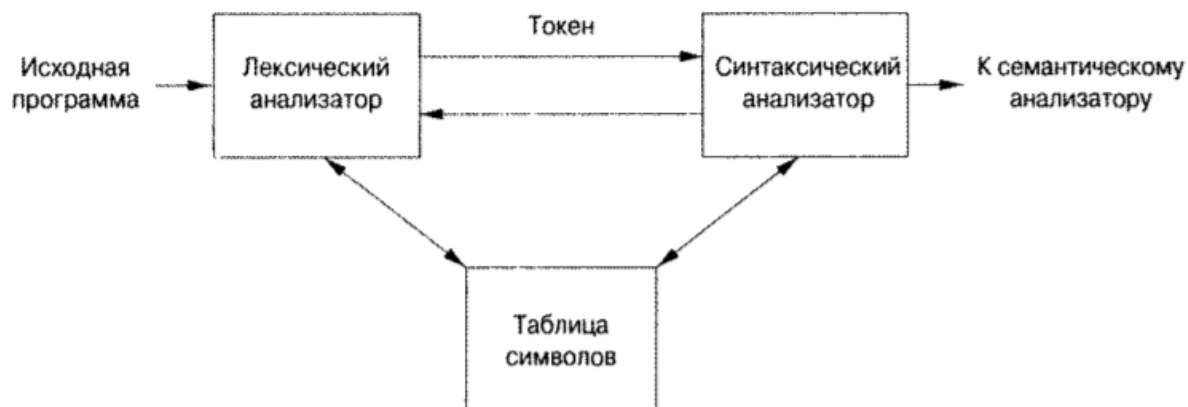 Токен
Исходная
программа
Лексический
анализатор
Синтаксический
анализатор
К семантическому
анализатору
Таблица
символов